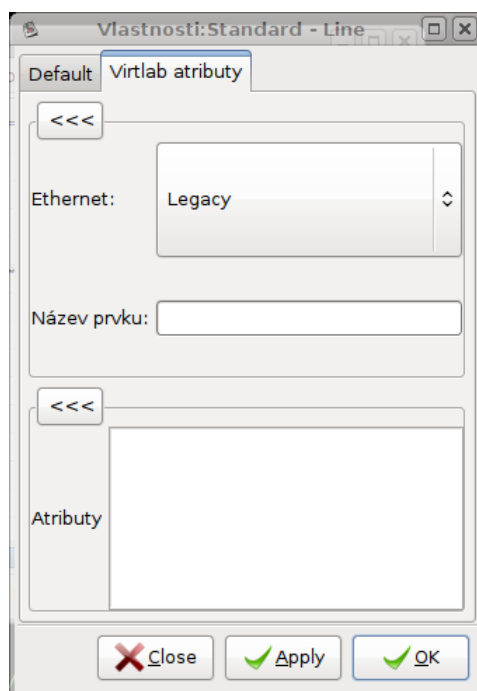 Vlastnosti:Standard - Line
Default
Virtlab atributy
<<<
Ethernet:
Legacy
Název prvku:
<<<
Atributy
Close
Apply
OK